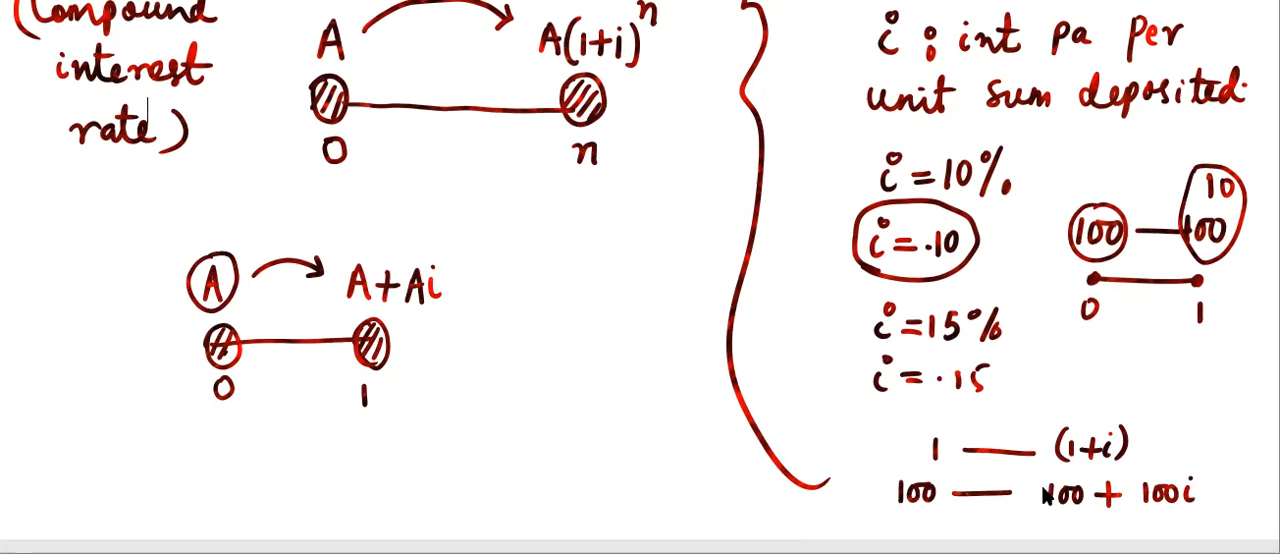 (Compound
interest
rate)
A A(1+i)^n
0 n
A A+Ai
0 1
i : int pa per
unit sum deposited.
i = 10%.
i = .10
10
100 100
0 1
i = 15%
i = .15
1 — (1+i)
100 — 100 + 100i